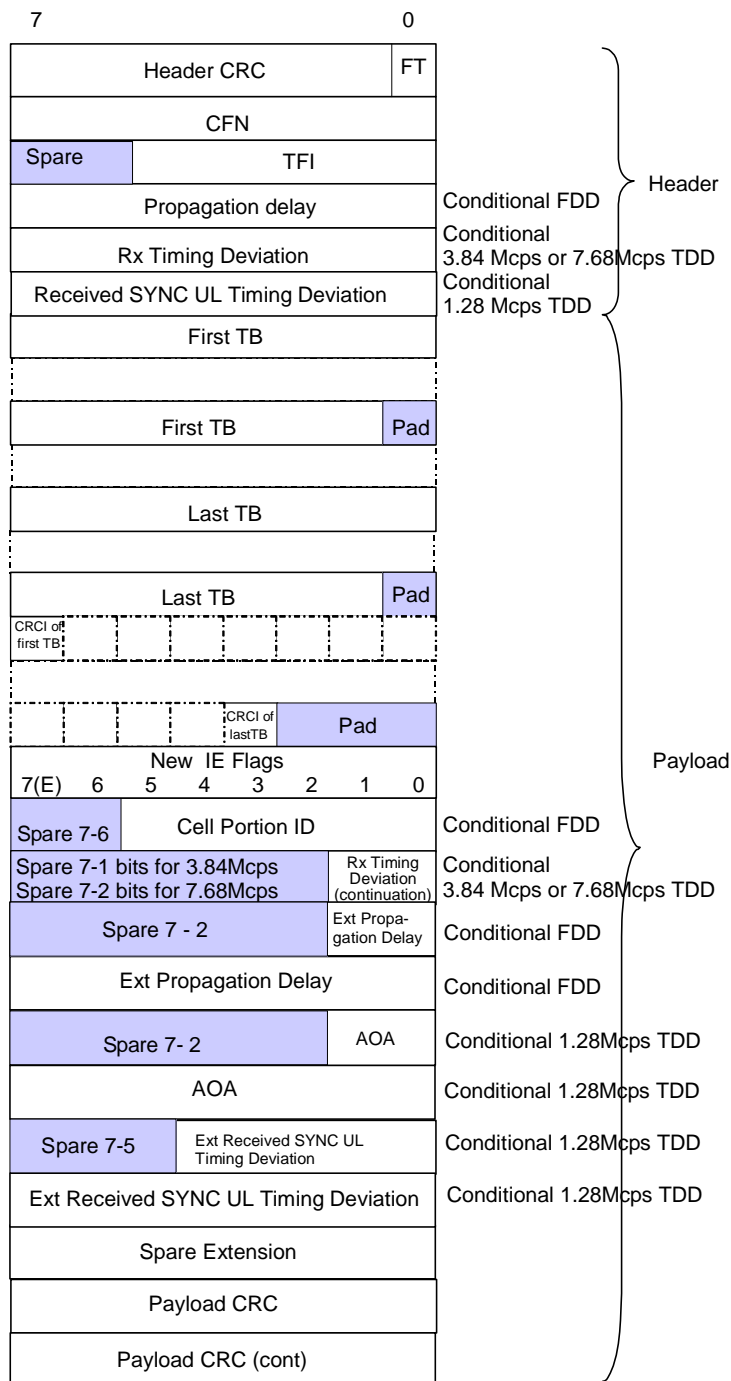 7 0
Header CRC FT
CFN
Spare TFI
Propagation delay Conditional FDD
Header
Rx Timing Deviation Conditional
3.84 Mcps or 7.68Mcps TDD
Received SYNC UL Timing Deviation Conditional
1.28 Mcps TDD
First TB
First TB Pad
Last TB
Last TB Pad
CRCI of
first TB
CRCI of
lastTB
Pad
New IE Flags
7(E) 6 5 4 3 2 1 0
Payload
Spare 7-6 Cell Portion ID Conditional FDD
Spare 7-1 bits for 3.84Mcps
Spare 7-2 bits for 7.68Mcps
Rx Timing
Deviation
(continuation)
Conditional
3.84 Mcps or 7.68Mcps TDD
Spare 7 - 2
Ext Propa-
gation Delay
Conditional FDD
Ext Propagation Delay Conditional FDD
Spare 7- 2 AOA Conditional 1.28Mcps TDD
AOA Conditional 1.28Mcps TDD
Spare 7-5
Ext Received SYNC UL
Timing Deviation
Conditional 1.28Mcps TDD
Ext Received SYNC UL Timing Deviation Conditional 1.28Mcps TDD
Spare Extension
Payload CRC
Payload CRC (cont)